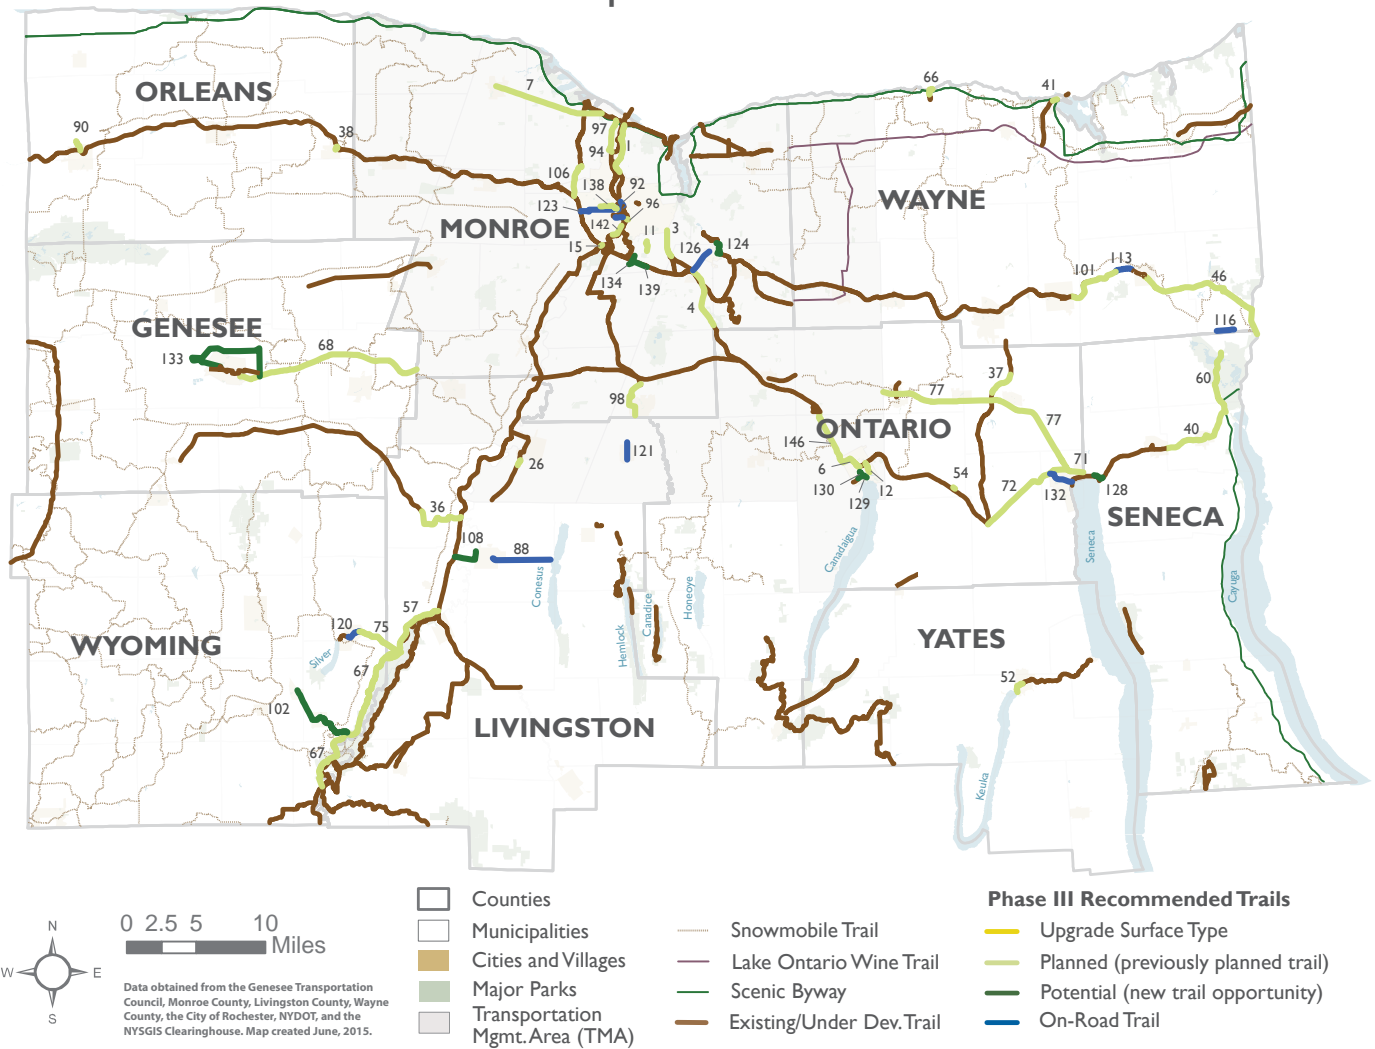 ORLEANS
7
66
41
90
38
97
94
1
106
138
92
WAYNE
123
96
MONROE
142
11
3
15
126
124
134
139
101
113
46
4
116
GENESEE
133
68
37
60
77
98
77
ONTARIO
146
40
121
26
6
71
54
130
12
72
129
132
128
36
SENECA
108
88
Canadaigua
Seneca
Conesus
Cayuga
57
Canadice
Honeoye
120
75
WYOMING
Hemlock
YATES
Silver
67
52
102
LIVINGSTON
67
Keuka
Counties
Phase III Recommended Trails
0 2.5 5 10
Miles
N
W E
S
Municipalities
Snowmobile Trail
Upgrade Surface Type
Cities and Villages
Lake Ontario Wine Trail
Planned (previously planned trail)
Major Parks
Scenic Byway
Potential (new trail opportunity)
Transportation
Mgmt. Area (TMA)
Existing/Under Dev. Trail
On-Road Trail
Data obtained from the Genesee Transportation
Council, Monroe County, Livingston County, Wayne
County, the City of Rochester, NYDOT, and the
NYSGIS Clearinghouse. Map created June, 2015.